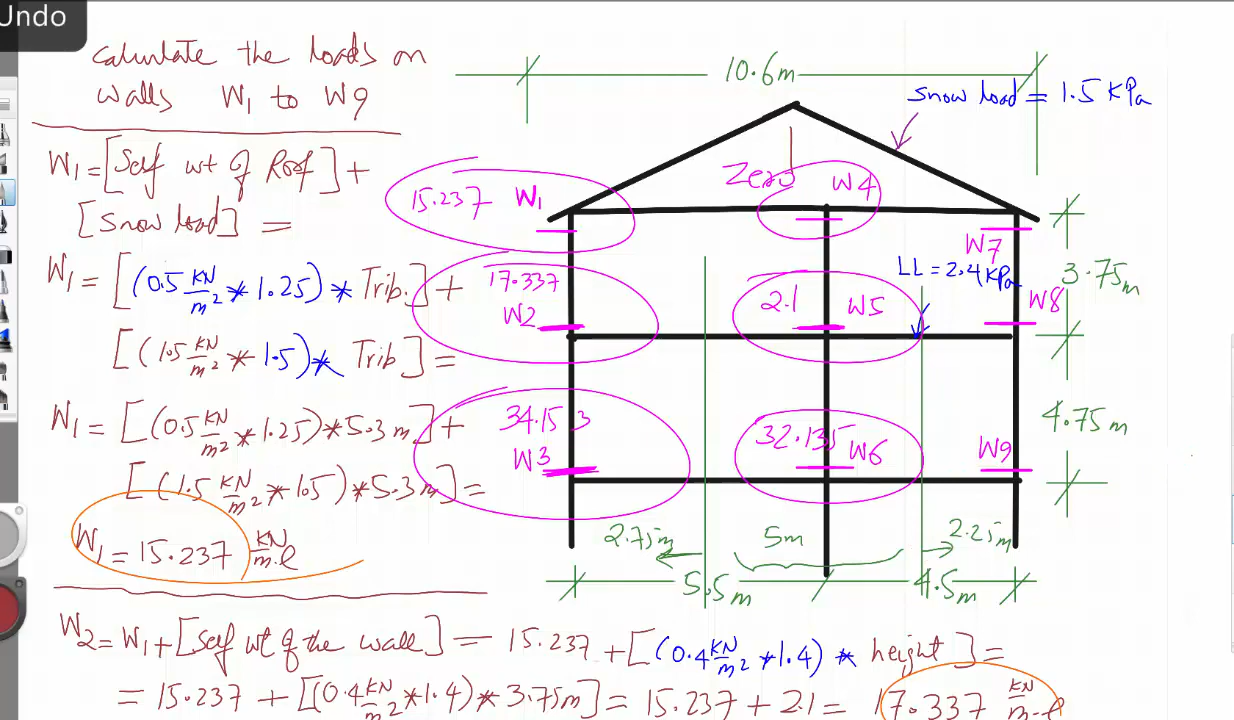 Undo
calculate the loads on
walls W1 to W9
W1 = [Self wt of Roof] +
[Snow load] =
W1 = [(0.5 KN/m² * 1.25) * Trib.] +
[(1.5 KN/m² * 1.5) * Trib] =
W1 = [(0.5 KN/m² * 1.25) * 5.3 m] +
[(1.5 KN/m² * 1.5) * 5.3 m] =
W1 = 15.237 KN/m.l
W2 = W1 + [Self wt of the wall] = 15.237 + [(0.4 KN/m² * 1.4) * height] =
= 15.237 + [(0.4 KN/m² * 1.4) * 3.75m] = 15.237 + 2.1 = 17.337 KN/m.l
10.6m
Snow load = 1.5 KPa
15.237 W1
Zero W4
W7
LL = 2.4 KPa
3.75m
17.337
W2
2.1 W5
W8
34.153
W3
32.135 W6
W9
4.75m
2.75m
5m
2.25m
5.5m
4.5m